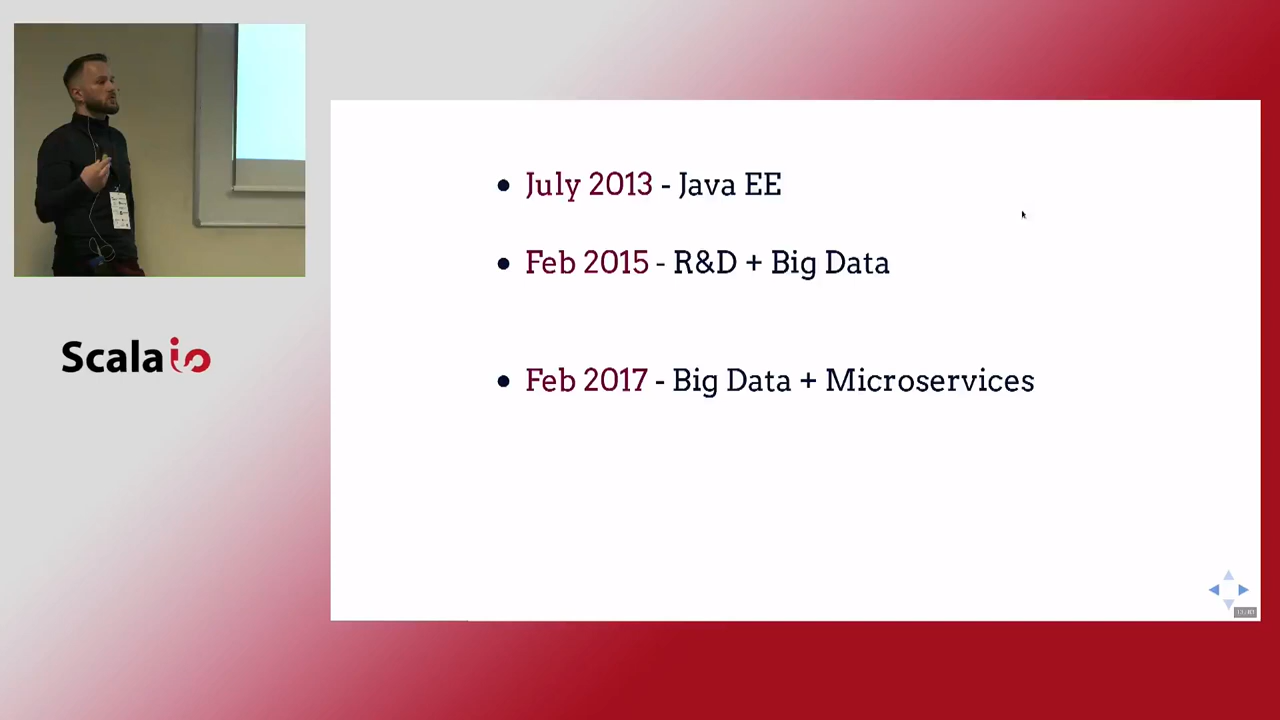 July 2013 - Java EE
Feb 2015 - R&D + Big Data
Scala io
Feb 2017 - Big Data + Microservices